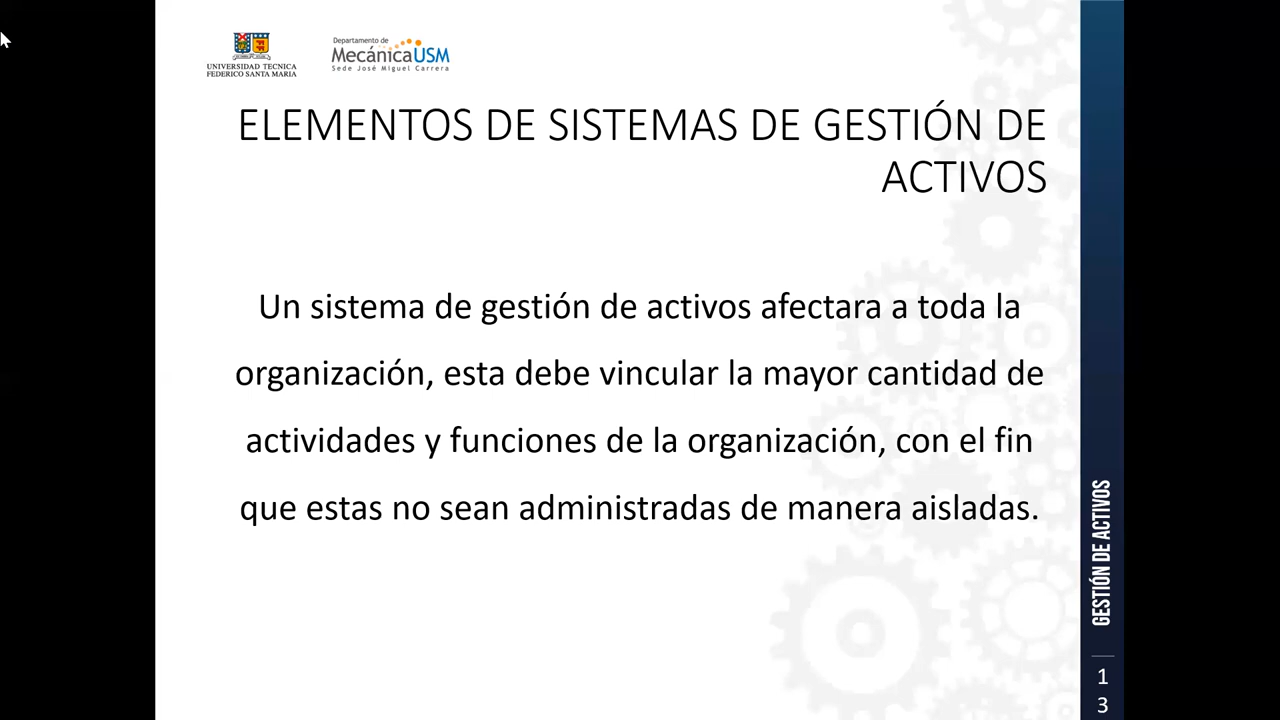 UNIVERSIDAD TECNICA
FEDERICO SANTA MARIA
Departamento de
MecánicaUSM
Sede José Miguel Carrera
ELEMENTOS DE SISTEMAS DE GESTIÓN DE
ACTIVOS
Un sistema de gestión de activos afectara a toda la
organización, esta debe vincular la mayor cantidad de
actividades y funciones de la organización, con el fin
que estas no sean administradas de manera aisladas.
GESTIÓN DE ACTIVOS
1
3